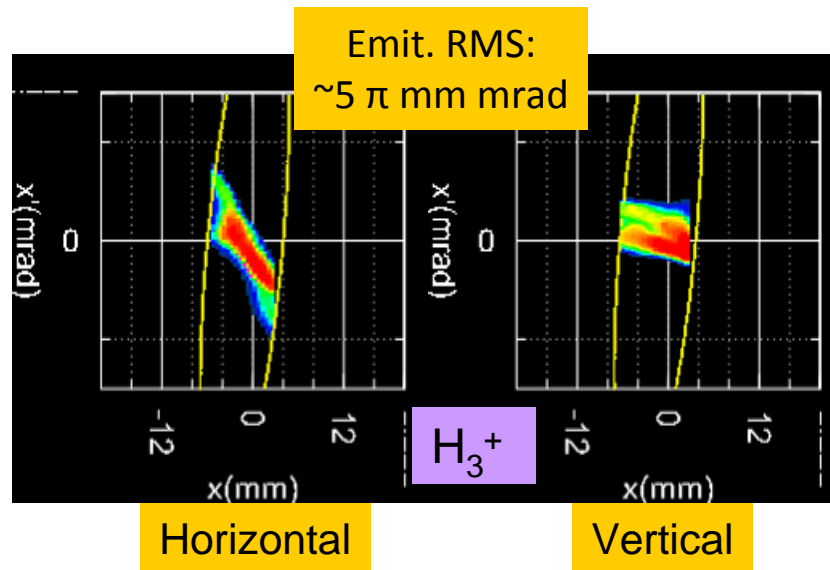 Emit. RMS:
~5 π mm mrad
x'(mrad)
0
-12
0
12
x(mm)
x'(mrad)
0
-12
0
12
x(mm)
H₃⁺
Horizontal
Vertical